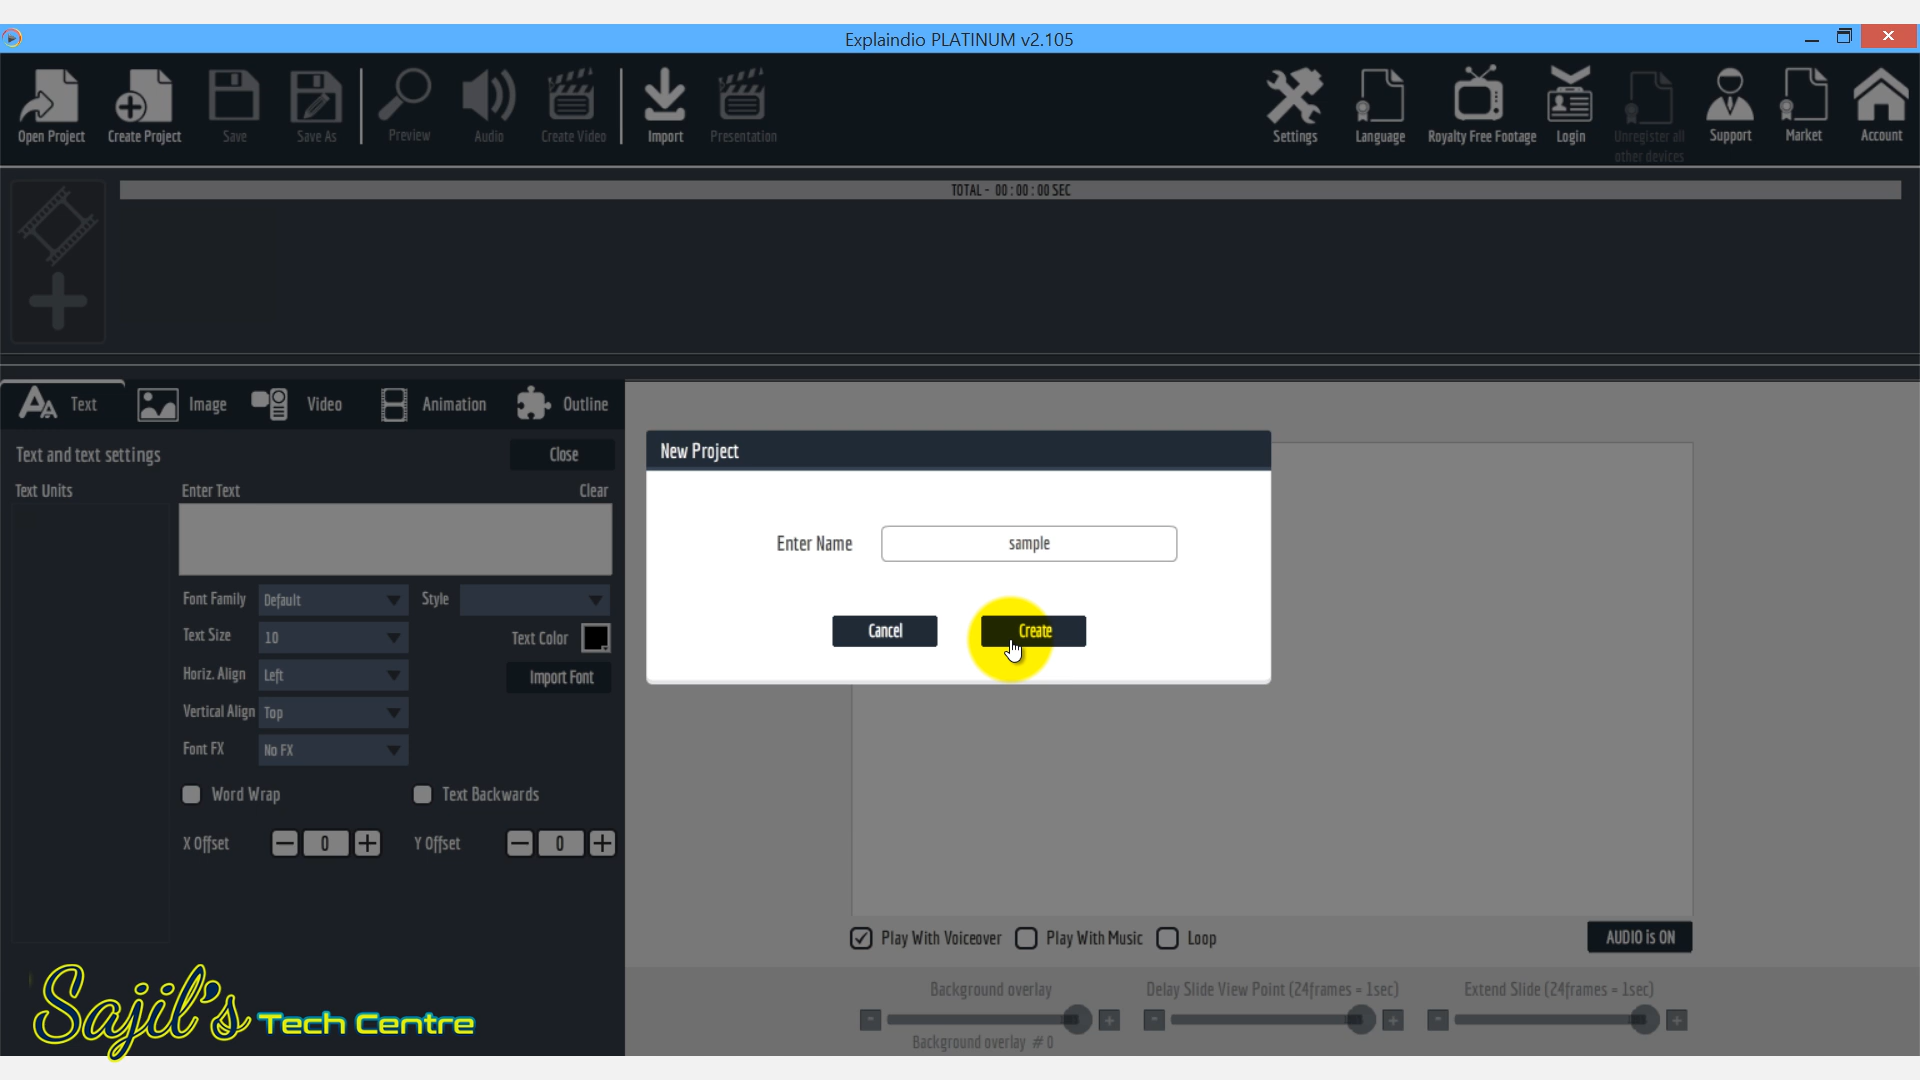 Explaindio PLATINUM v2.105
Open Project Create Project Save Save As Preview Audio Create Video Import Presentation Settings Language Royalty Free Footage Login Unregister all other devices Support Market Account
TOTAL - 00 : 00 : 00 SEC
Text Image Video Animation Outline
Text and text settings Close
Text Units Enter Text Clear
Font Family Default Style
Text Size 10 Text Color
Horiz. Align Left Import Font
Vertical Align Top
Font FX No FX
Word Wrap Text Backwards
X Offset 0 Y Offset 0
New Project
Enter Name sample
Cancel Create
Play With Voiceover Play With Music Loop AUDIO is ON
Background overlay Delay Slide View Point (24frames = 1sec) Extend Slide (24frames = 1sec)
Background overlay # 0
Sajil's Tech Centre